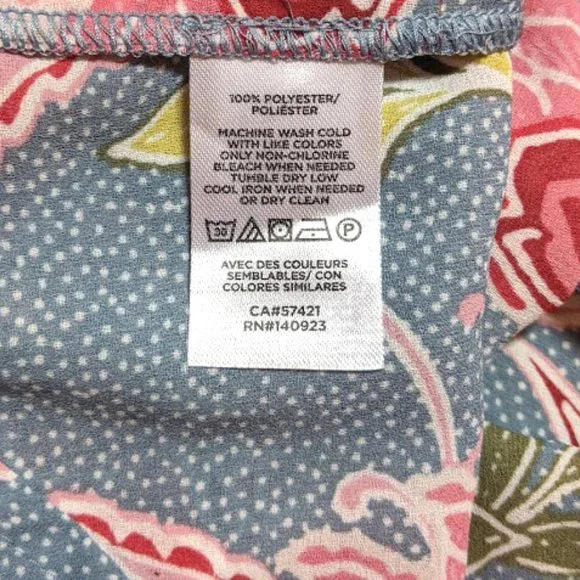 100% POLYESTER/
POLIÉSTER
MACHINE WASH COLD
WITH LIKE COLORS
ONLY NON-CHLORINE
BLEACH WHEN NEEDED
TUMBLE DRY LOW
COOL IRON WHEN NEEDED
OR DRY CLEAN
30 P
AVEC DES COULEURS
SEMBLABLES/ CON
COLORES SIMILARES
CA#57421
RN#140923